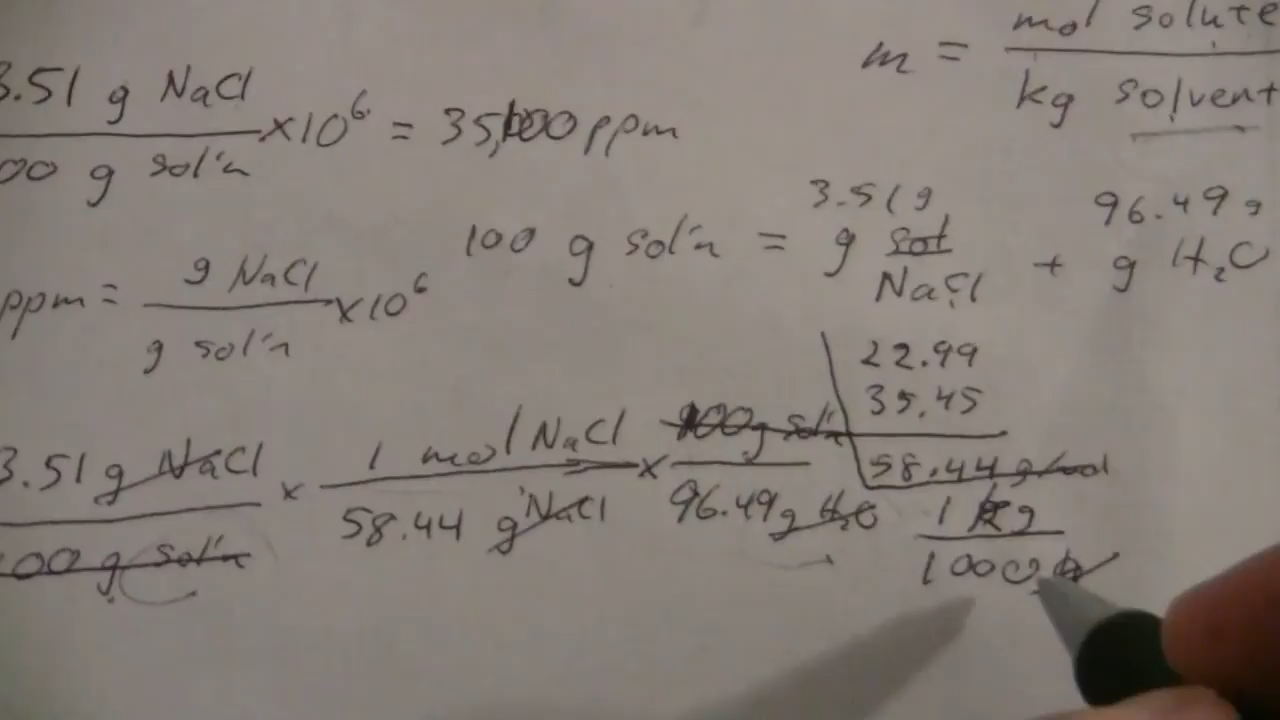 mol solute
m = kg solvent
3.51 g NaCl
00 g sol'n ×10⁶ = 35,100 ppm
3.51 g 96.49 g
100 g sol'n = g NaCl + g H₂O
ppm = g NaCl
g sol'n ×10⁶
22.99
35.45
58.44 g/mol
3.51 g NaCl × 1 mol NaCl × 100 g sol'n
100 g sol'n 58.44 g NaCl 96.49 g H₂O
1 kg
1000